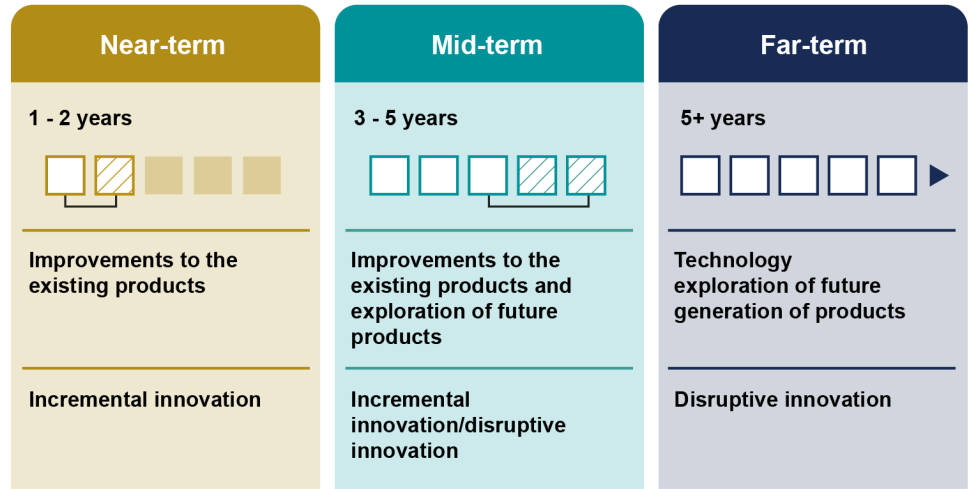 Near-term
1 - 2 years
Improvements to the
existing products
Incremental innovation
Mid-term
3 - 5 years
Improvements to the
existing products and
exploration of future
products
Incremental
innovation/disruptive
innovation
Far-term
5+ years
Technology
exploration of future
generation of products
Disruptive innovation